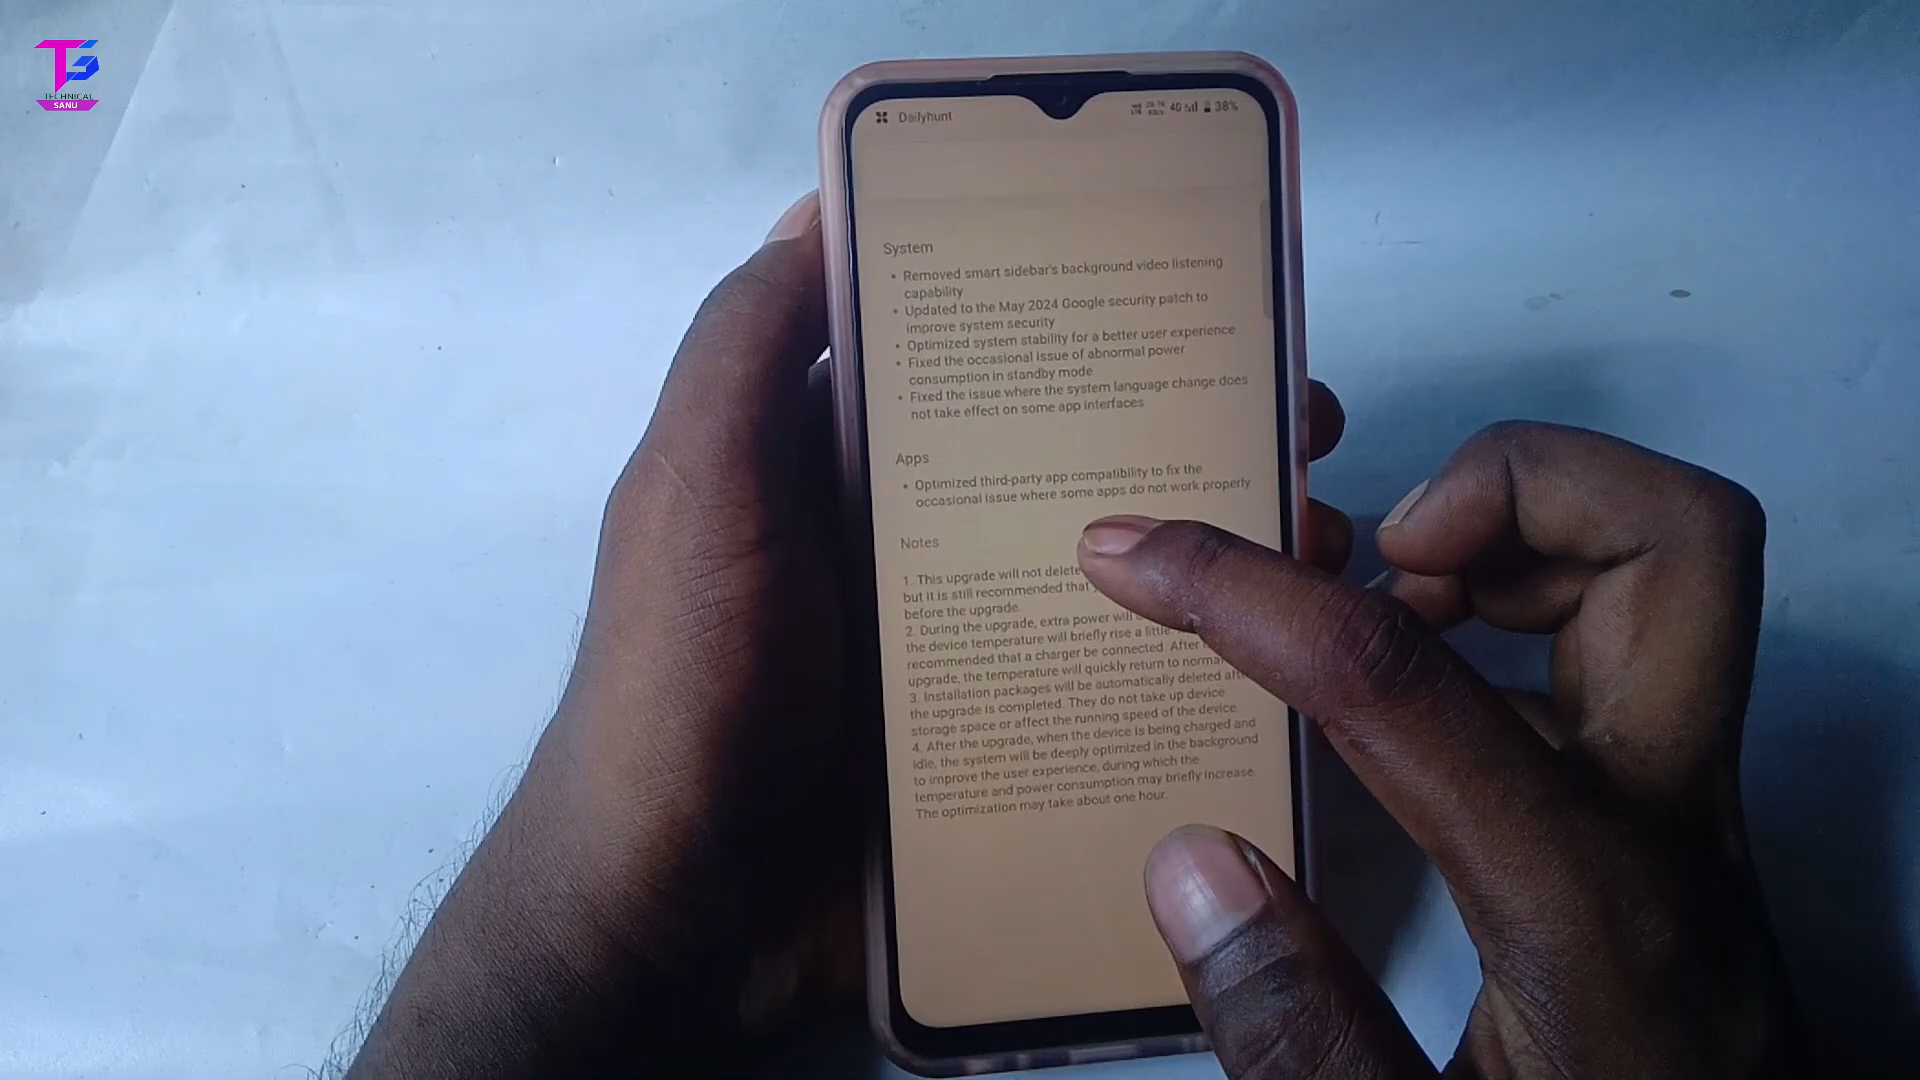 TECHNICAL
SANU
Dailyhunt
4G
38%
System
• Removed smart sidebar's background video listening
capability
• Updated to the May 2024 Google security patch to
improve system security
• Optimized system stability for a better user experience
• Fixed the occasional issue of abnormal power
consumption in standby mode
• Fixed the issue where the system language change does
not take effect on some app interfaces
Apps
• Optimized third-party app compatibility to fix the
occasional issue where some apps do not work properly
Notes
1. This upgrade will not delete
but it is still recommended that
before the upgrade.
2. During the upgrade, extra power will
the device temperature will briefly rise a little.
recommended that a charger be connected. After
upgrade, the temperature will quickly return to normal
3. Installation packages will be automatically deleted
the upgrade is completed. They do not take up device
storage space or affect the running speed of the device.
4. After the upgrade, when the device is being charged and
idle, the system will be deeply optimized in the background
to improve the user experience, during which the
temperature and power consumption may briefly increase.
The optimization may take about one hour.